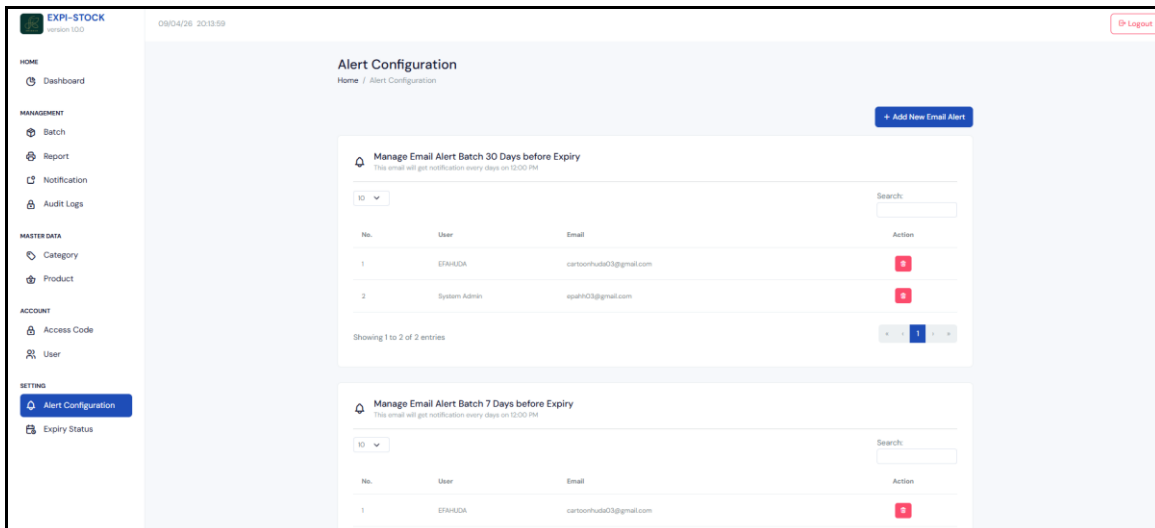 EXPI-STOCK
version 1.0.0
09/04/26 20:13:59
Logout
HOME
Dashboard
MANAGEMENT
Batch
Report
Notification
Audit Logs
MASTER DATA
Category
Product
ACCOUNT
Access Code
User
SETTING
Alert Configuration
Expiry Status
Alert Configuration
Home / Alert Configuration
+ Add New Email Alert
Manage Email Alert Batch 30 Days before Expiry
This email will get notification every days on 12:00 PM
10
Search:
No. User Email Action
1 EFAHUDA cartoonhuda03@gmail.com
2 System Admin epahh03@gmail.com
Showing 1 to 2 of 2 entries
« ‹ 1 › »
Manage Email Alert Batch 7 Days before Expiry
This email will get notification every days on 12:00 PM
10
Search:
No. User Email Action
1 EFAHUDA cartoonhuda03@gmail.com